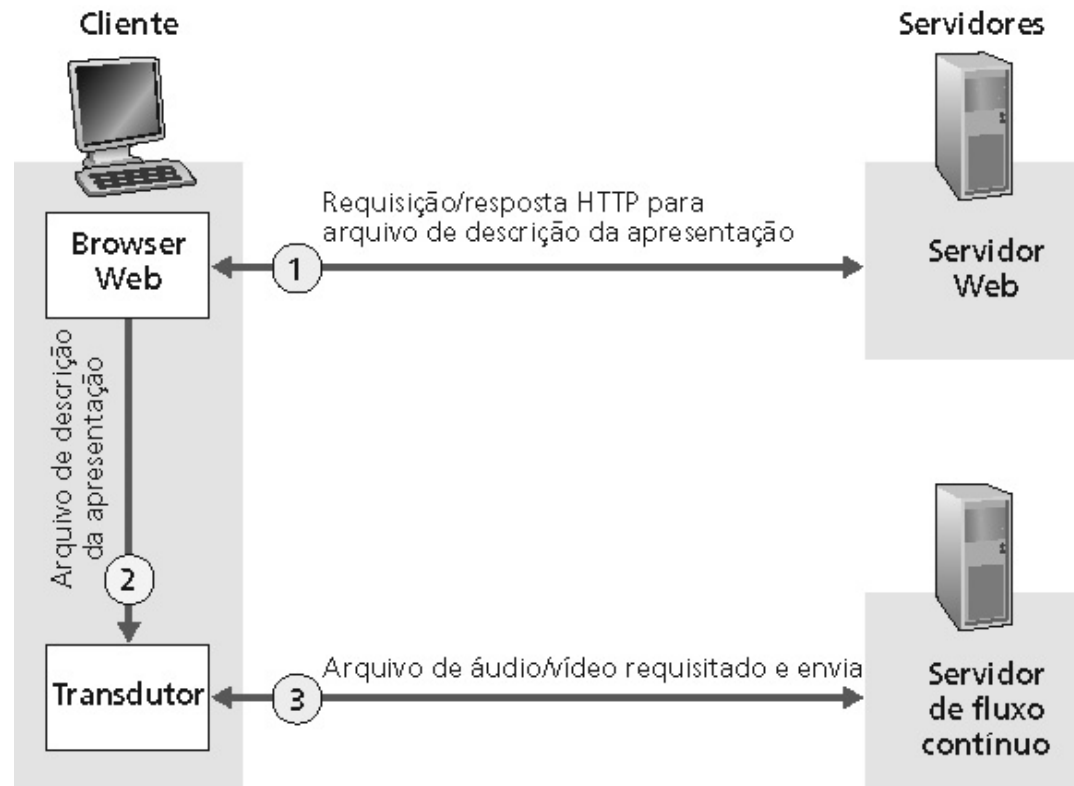 Cliente
Servidores
Requisição/resposta HTTP para
arquivo de descrição da apresentação
Browser
Web
1
Servidor
Web
Arquivo de descrição
da apresentação
2
Transdutor
Arquivo de áudio/vídeo requisitado e envia
3
Servidor
de fluxo
contínuo